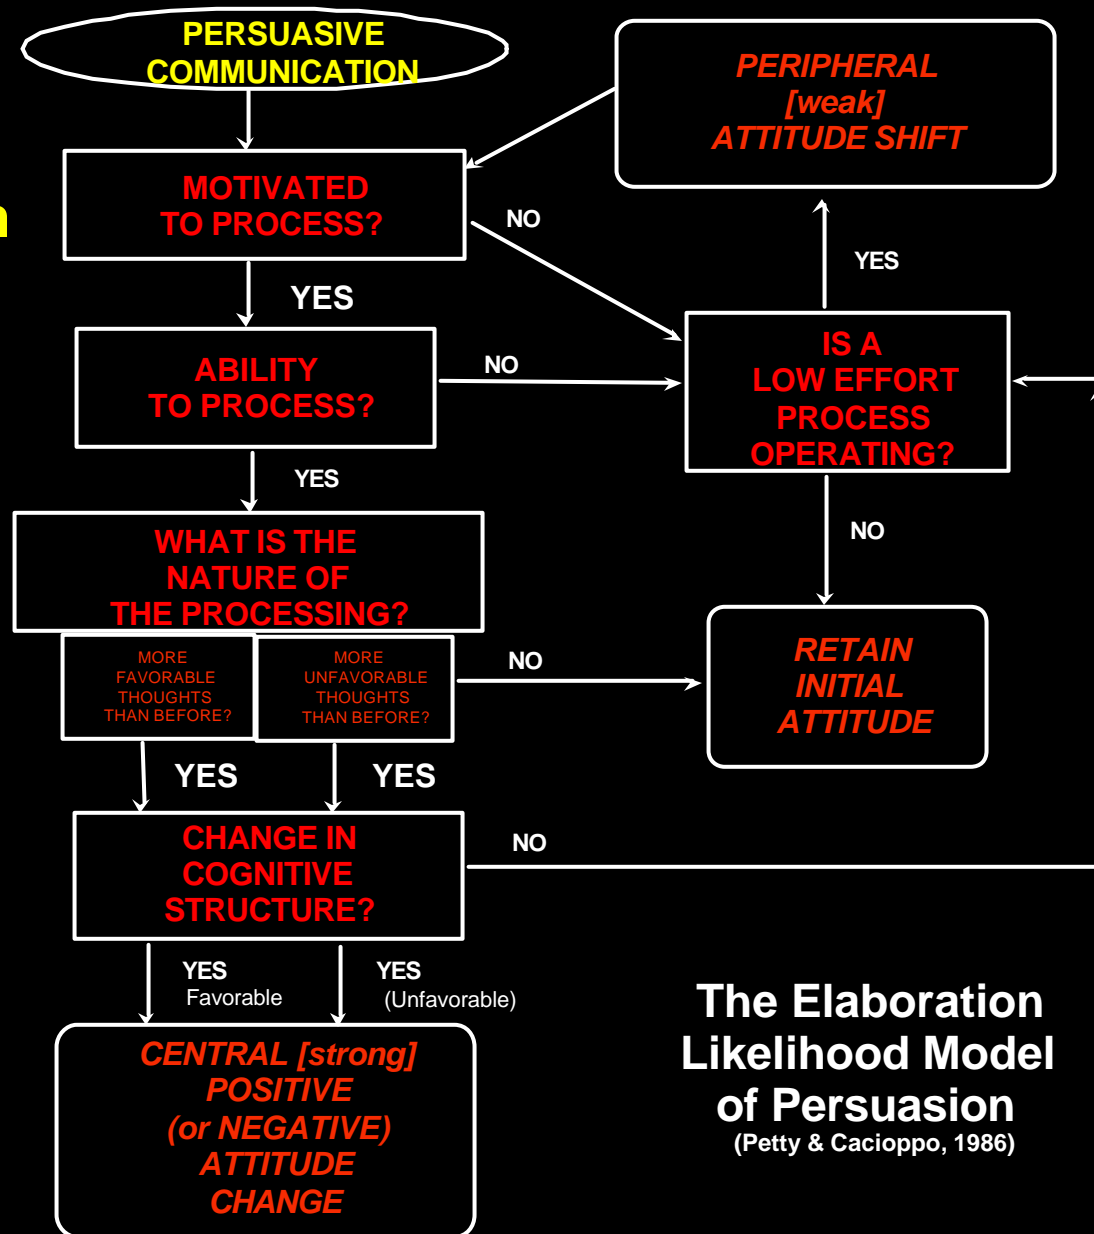 PERSUASIVE
COMMUNICATION
PERIPHERAL
[weak]
ATTITUDE SHIFT
MOTIVATED
TO PROCESS?
NO
YES
YES
ABILITY
TO PROCESS?
NO
IS A
LOW EFFORT
PROCESS
OPERATING?
YES
NO
WHAT IS THE
NATURE OF
THE PROCESSING?
MORE
FAVORABLE
THOUGHTS
THAN BEFORE?
MORE
UNFAVORABLE
THOUGHTS
THAN BEFORE?
NO
RETAIN
INITIAL
ATTITUDE
YES
YES
CHANGE IN
COGNITIVE
STRUCTURE?
NO
YES
Favorable
YES
(Unfavorable)
CENTRAL [strong]
POSITIVE
(or NEGATIVE)
ATTITUDE
CHANGE
The Elaboration
Likelihood Model
of Persuasion
(Petty & Cacioppo, 1986)